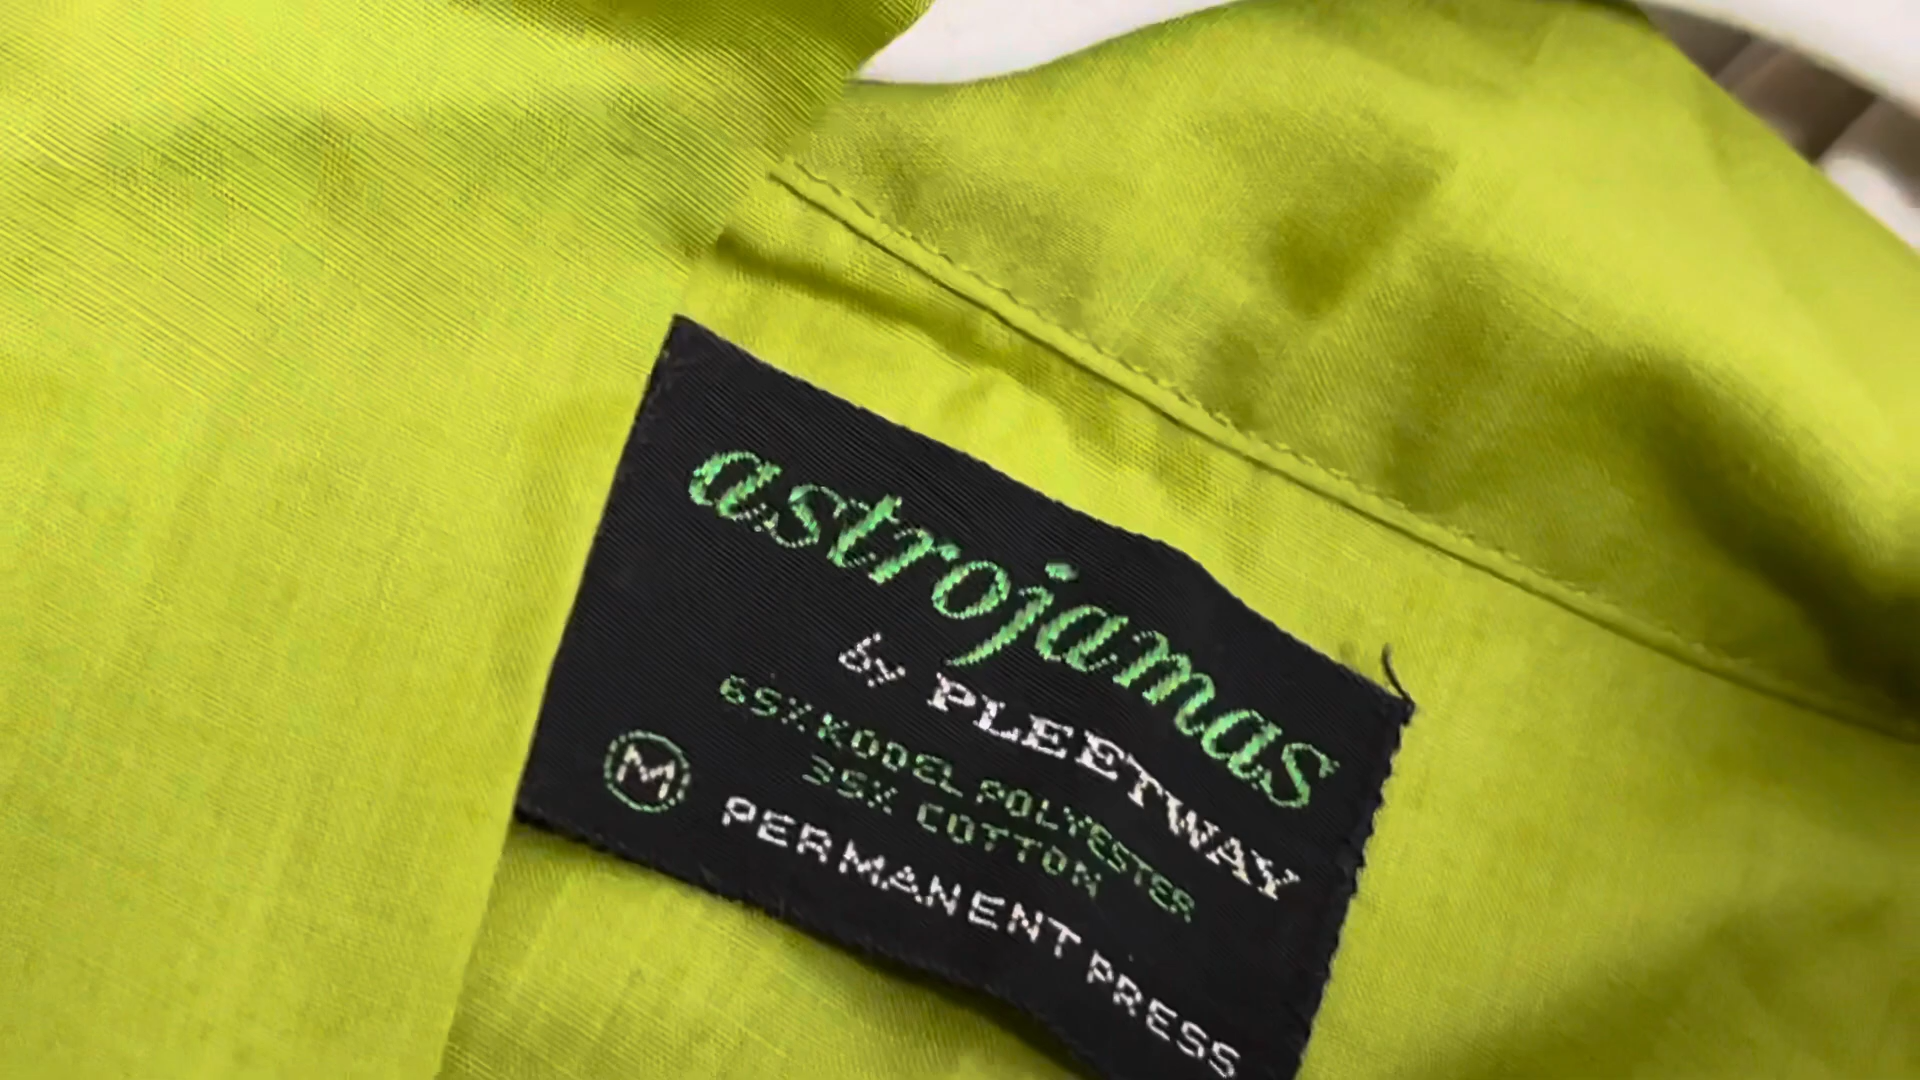 astrojamas
by PLEETWAY
65% KODEL POLYESTER
35% COTTON
M
PERMANENT PRESS